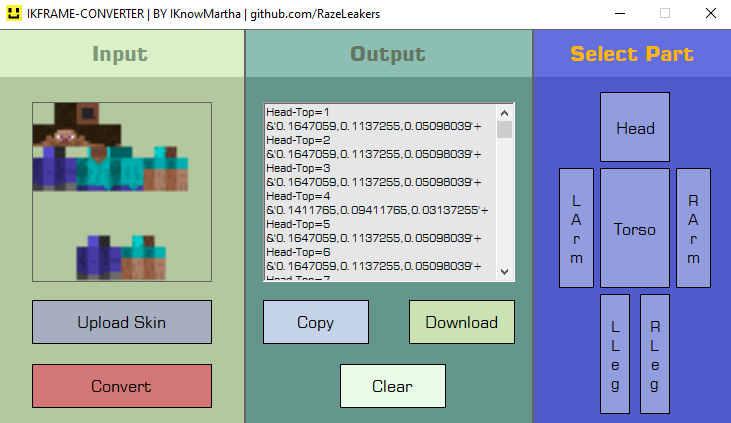 IKFRAME-CONVERTER | BY IKnowMartha | github.com/RazeLeakers
Input
Upload Skin
Convert
Output
Head-Top=1
&'0.1647059,0.1137255,0.05098039'+
Head-Top=2
&'0.1647059,0.1137255,0.05098039'+
Head-Top=3
&'0.1647059,0.1137255,0.05098039'+
Head-Top=4
&'0.1411765,0.09411765,0.03137255'+
Head-Top=5
&'0.1647059,0.1137255,0.05098039'+
Head-Top=6
&'0.1647059,0.1137255,0.05098039'+
Head-Top=7
Copy
Download
Clear
Select Part
Head
L Arm
Torso
R Arm
L Leg
R Leg